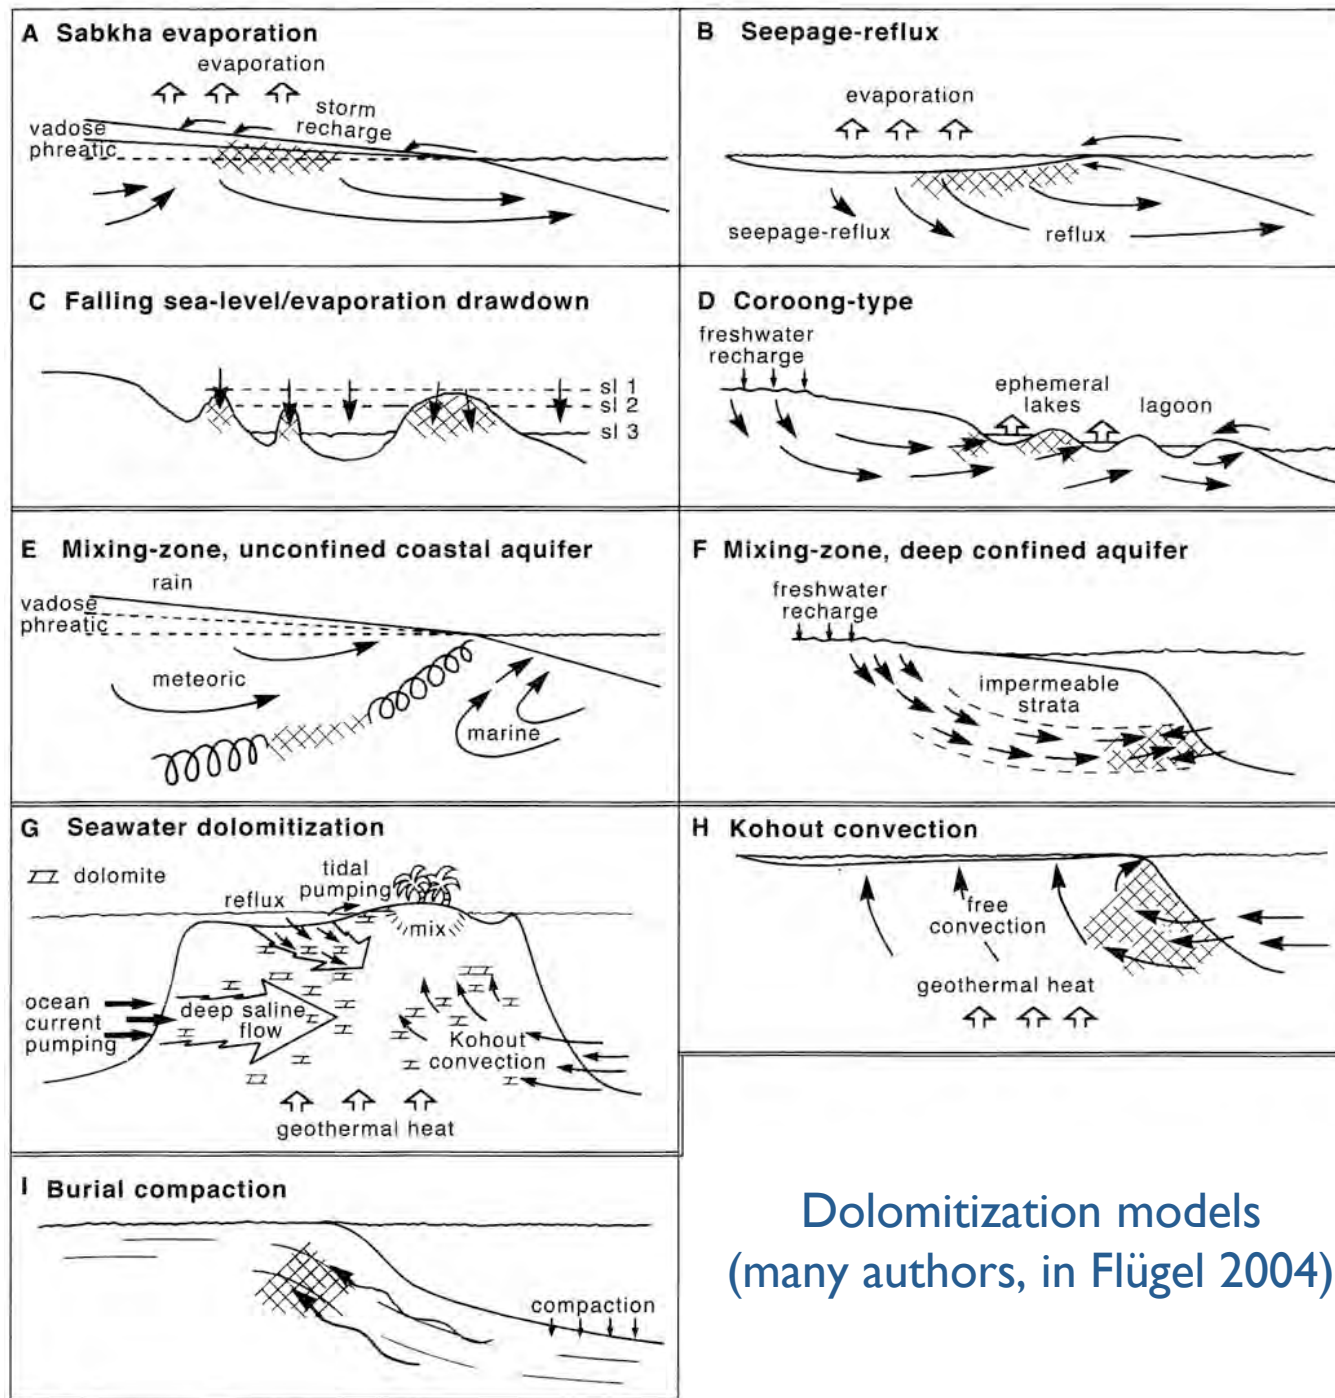 A Sabkha evaporation
evaporation
storm
recharge
vadose
phreatic
B Seepage-reflux
evaporation
seepage-reflux
reflux
C Falling sea-level/evaporation drawdown
sl 1
sl 2
sl 3
D Coroong-type
freshwater
recharge
ephemeral
lakes
lagoon
E Mixing-zone, unconfined coastal aquifer
rain
vadose
phreatic
meteoric
marine
F Mixing-zone, deep confined aquifer
freshwater
recharge
impermeable
strata
G Seawater dolomitization
dolomite
tidal
pumping
reflux
mix
ocean
current
pumping
deep saline
flow
Kohout
convection
geothermal heat
H Kohout convection
free
convection
geothermal heat
I Burial compaction
compaction
Dolomitization models
(many authors, in Flügel 2004)